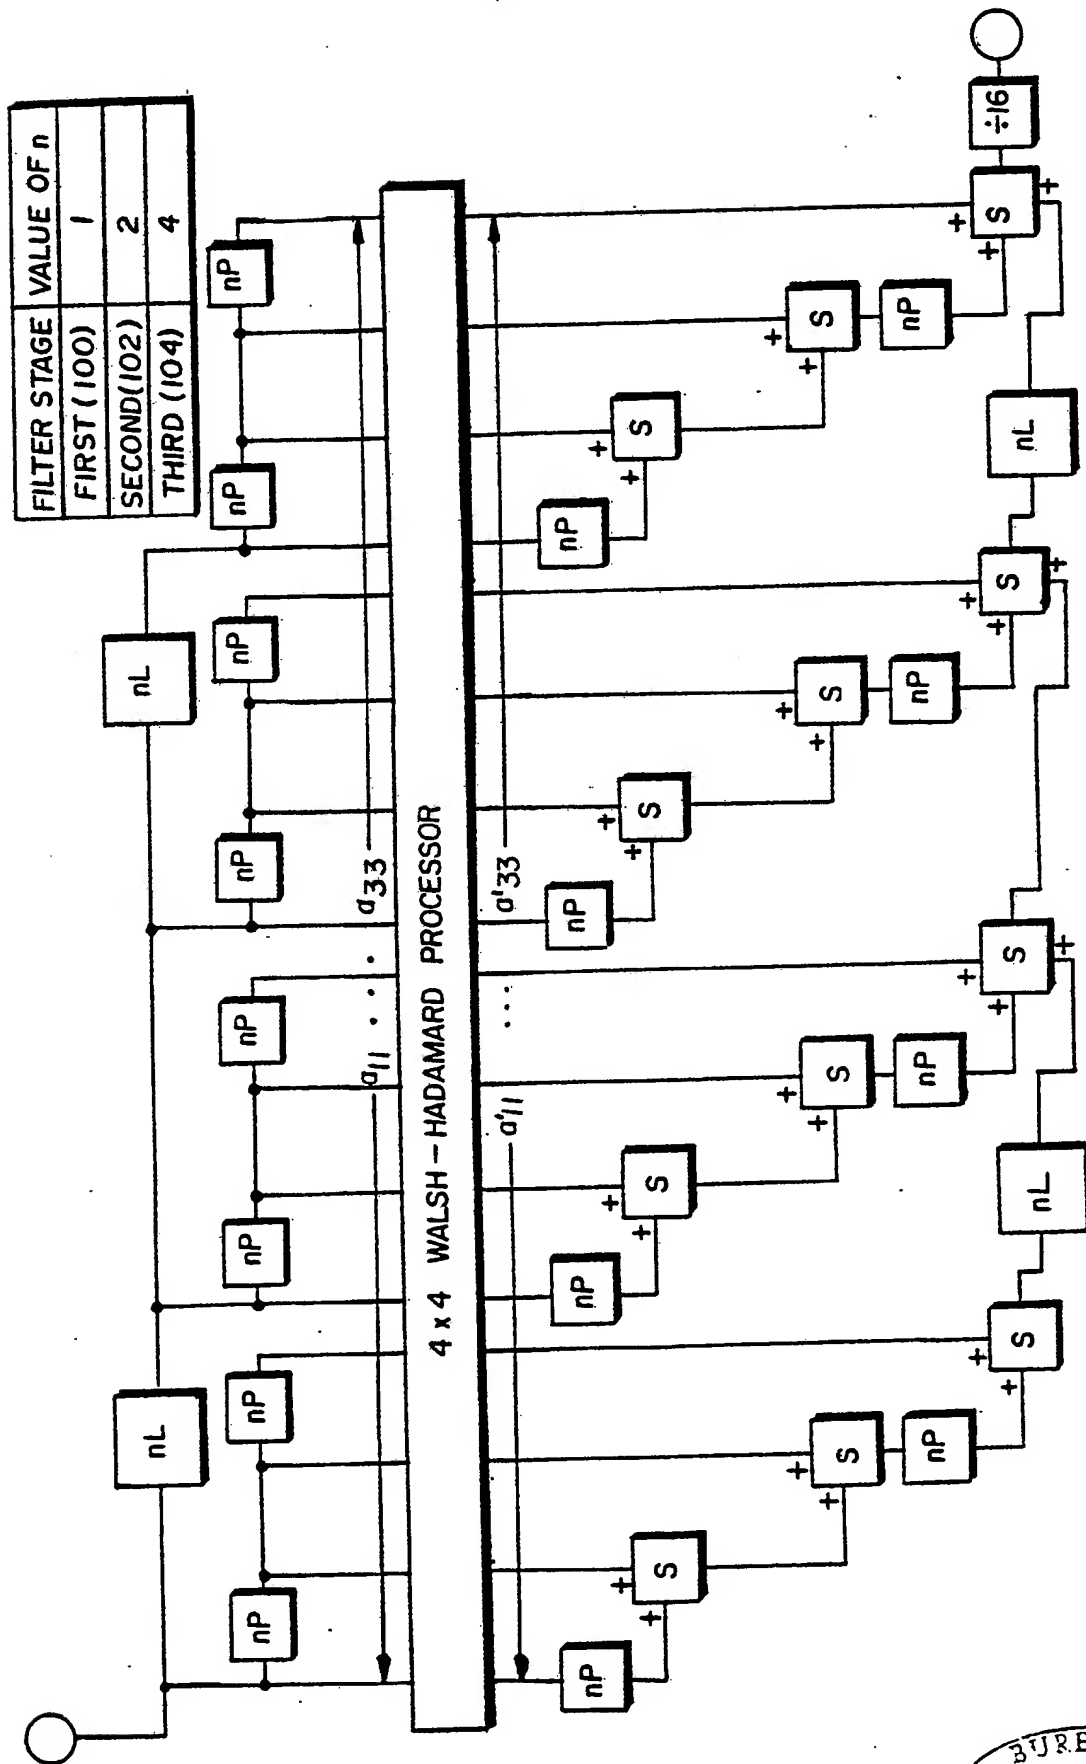 FILTER STAGE VALUE OF n
FIRST (100) 1
SECOND(102) 2
THIRD (104) 4
nL nL
nP nP nP nP nP nP nP nP
a11 . . . a33
4 x 4 WALSH-HADAMARD PROCESSOR
a'11 ... a'33
nP nP nP nP
+ + + + + + + +
S S S S
+ + + + + + + +
S S S S
nP nP nP nP
+ + + + + + + +
S S S S ÷16
+ + +
nL nL
BURE